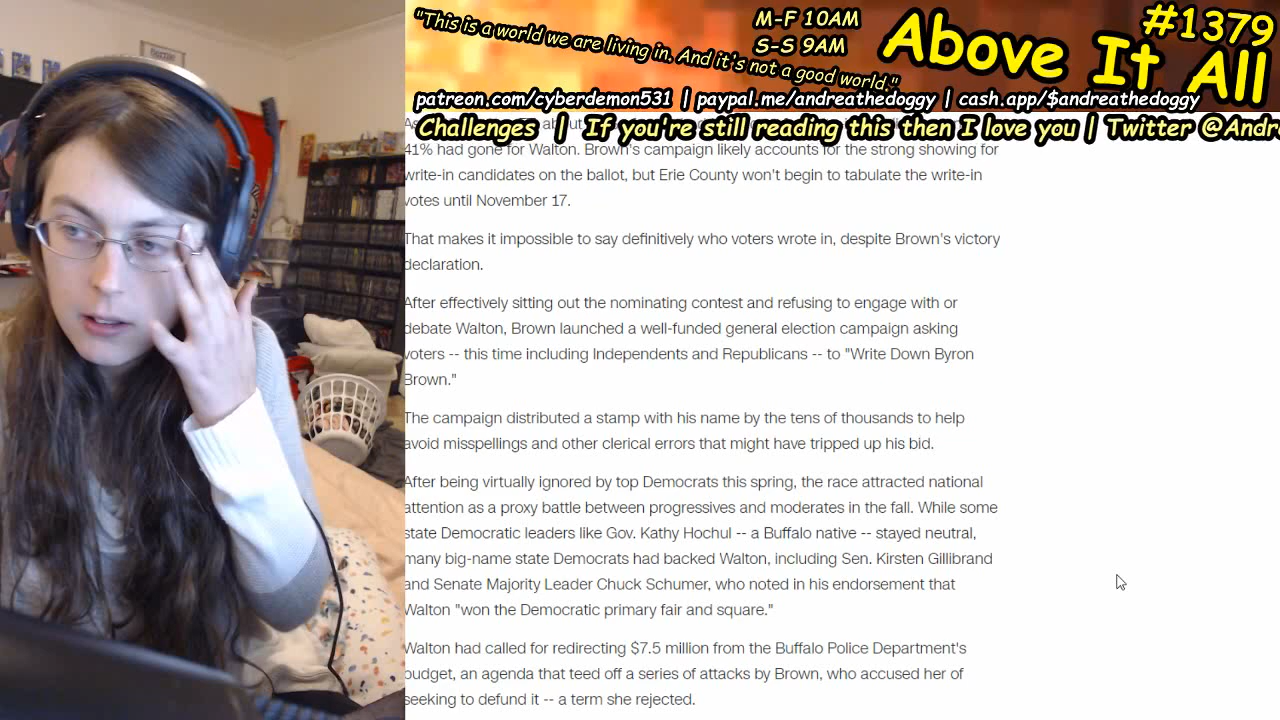 "This is a world we are living in. And it's not a good world."
M-F 10AM
S-S 9AM
Above It All
#1379
patreon.com/cyberdemon531 | paypal.me/andreathedoggy | cash.app/$andreathedoggy
Challenges | If you're still reading this then I love you | Twitter @Andr
41% had gone for Walton. Brown's campaign likely accounts for the strong showing for
write-in candidates on the ballot, but Erie County won't begin to tabulate the write-in
votes until November 17.
That makes it impossible to say definitively who voters wrote in, despite Brown's victory
declaration.
After effectively sitting out the nominating contest and refusing to engage with or
debate Walton, Brown launched a well-funded general election campaign asking
voters -- this time including Independents and Republicans -- to "Write Down Byron
Brown."
The campaign distributed a stamp with his name by the tens of thousands to help
avoid misspellings and other clerical errors that might have tripped up his bid.
After being virtually ignored by top Democrats this spring, the race attracted national
attention as a proxy battle between progressives and moderates in the fall. While some
state Democratic leaders like Gov. Kathy Hochul -- a Buffalo native -- stayed neutral,
many big-name state Democrats had backed Walton, including Sen. Kirsten Gillibrand
and Senate Majority Leader Chuck Schumer, who noted in his endorsement that
Walton "won the Democratic primary fair and square."
Walton had called for redirecting $7.5 million from the Buffalo Police Department's
budget, an agenda that teed off a series of attacks by Brown, who accused her of
seeking to defund it -- a term she rejected.